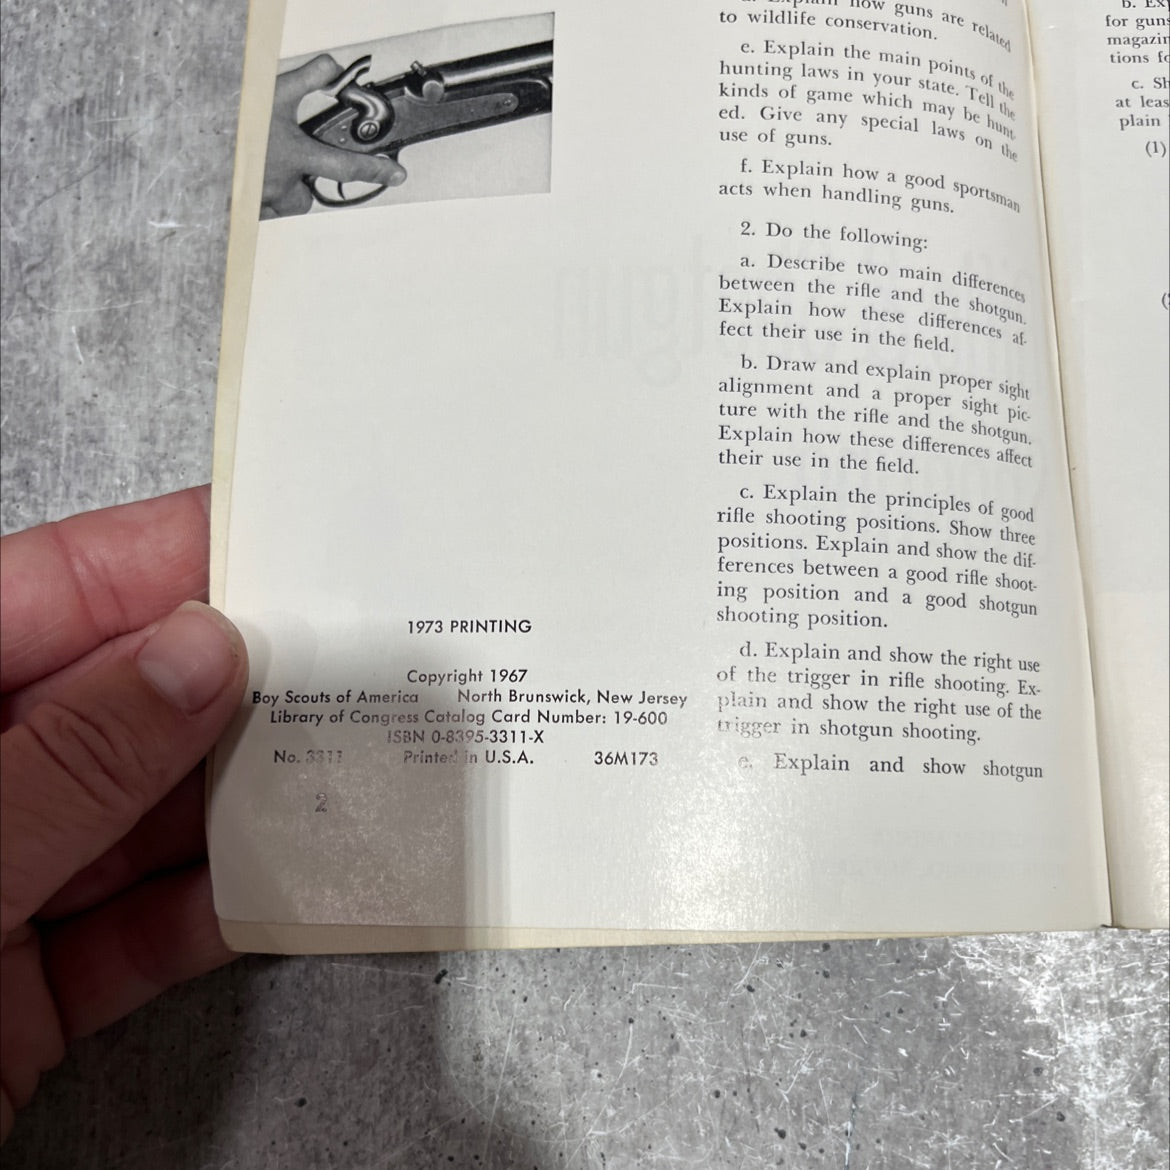 1973 PRINTING
Copyright 1967
Boy Scouts of America North Brunswick, New Jersey
Library of Congress Catalog Card Number: 19-600
ISBN 0-8395-3311-X
No. 3311 Printed in U.S.A. 36M173
2
how guns are related
to wildlife conservation.
e. Explain the main points of the
hunting laws in your state. Tell the
kinds of game which may be hunt-
ed. Give any special laws on the
use of guns.
f. Explain how a good sportsman
acts when handling guns.
2. Do the following:
a. Describe two main differences
between the rifle and the shotgun.
Explain how these differences af-
fect their use in the field.
b. Draw and explain proper sight
alignment and a proper sight pic-
ture with the rifle and the shotgun.
Explain how these differences affect
their use in the field.
c. Explain the principles of good
rifle shooting positions. Show three
positions. Explain and show the dif-
ferences between a good rifle shoot-
ing position and a good shotgun
shooting position.
d. Explain and show the right use
of the trigger in rifle shooting. Ex-
plain and show the right use of the
trigger in shotgun shooting.
e. Explain and show shotgun
b.
for guns
c.
at
plain
(1)